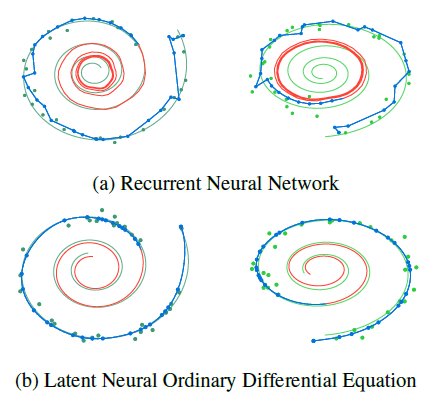 (a) Recurrent Neural Network
(b) Latent Neural Ordinary Differential Equation